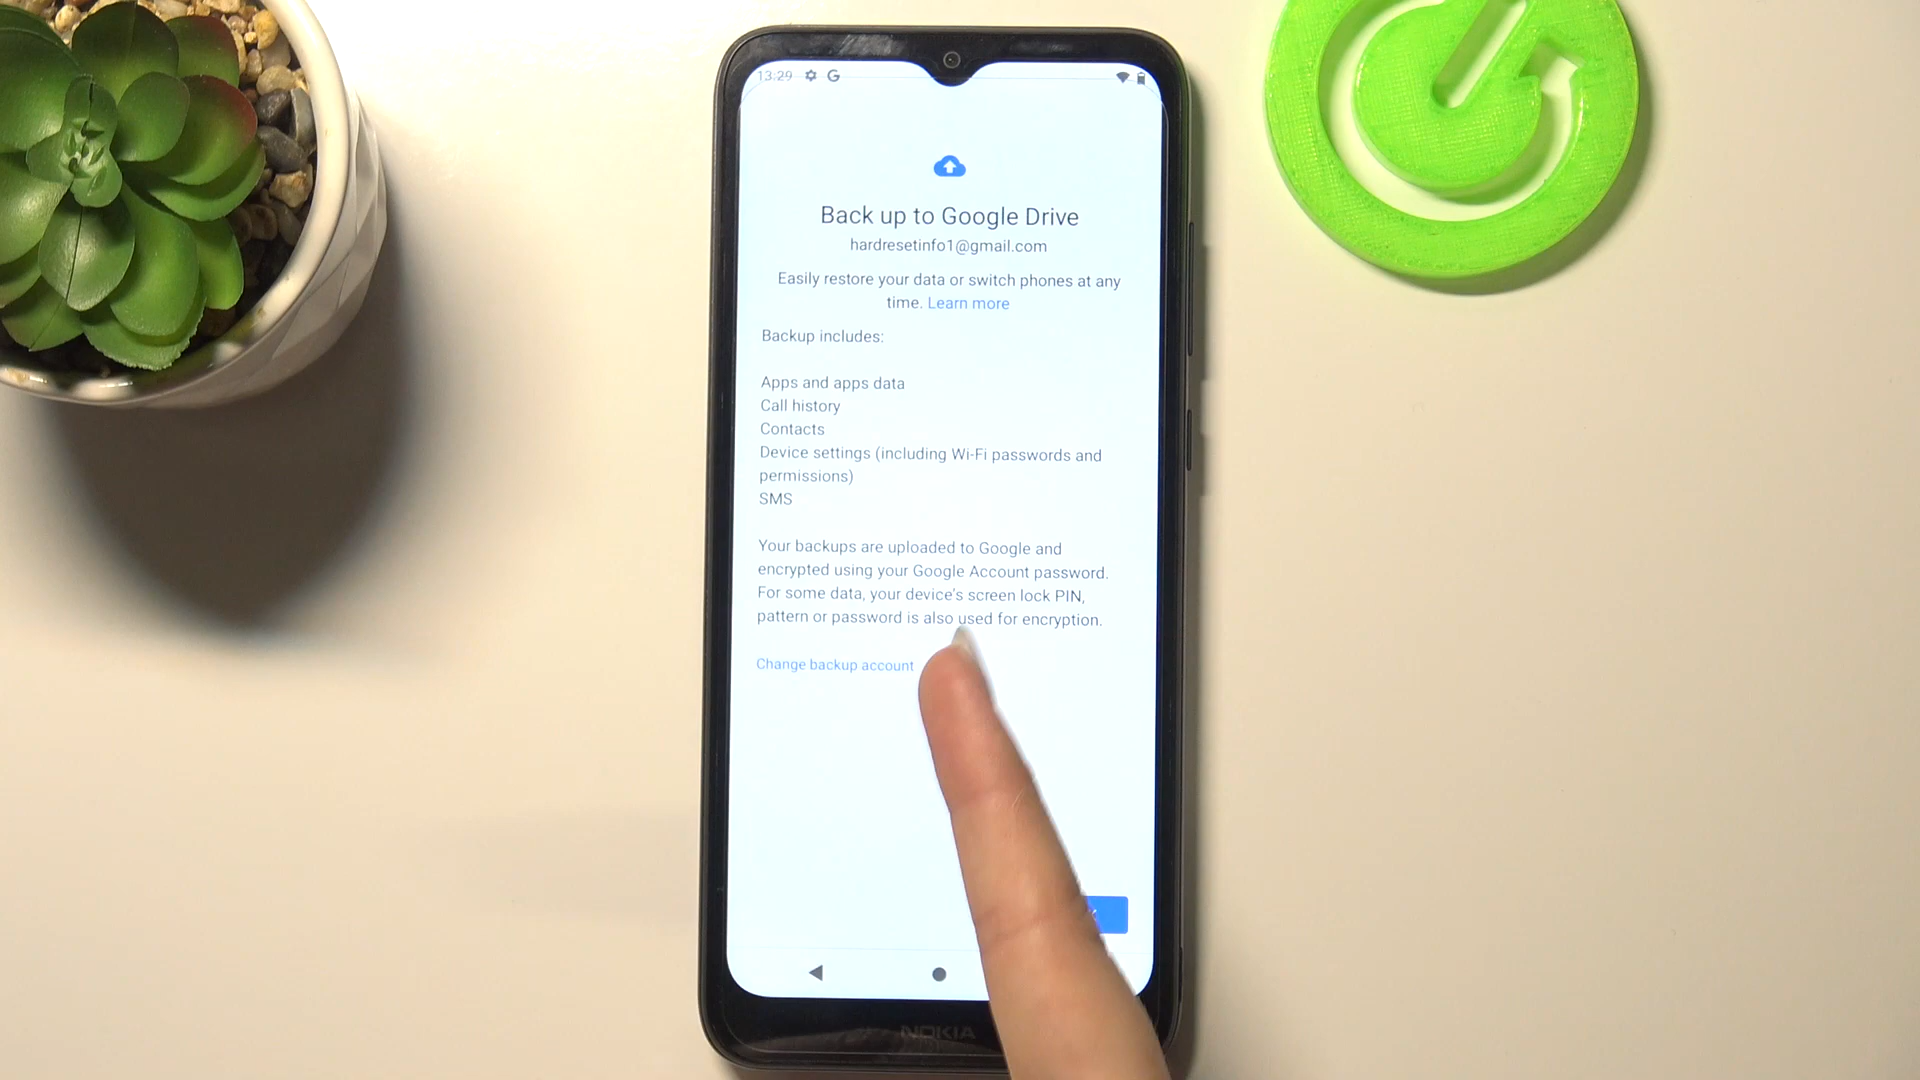 13:29
Back up to Google Drive
hardresetinfo1@gmail.com
Easily restore your data or switch phones at any
time. Learn more
Backup includes:
Apps and apps data
Call history
Contacts
Device settings (including Wi-Fi passwords and
permissions)
SMS
Your backups are uploaded to Google and
encrypted using your Google Account password.
For some data, your device's screen lock PIN,
pattern or password is also used for encryption.
Change backup account
NOKIA